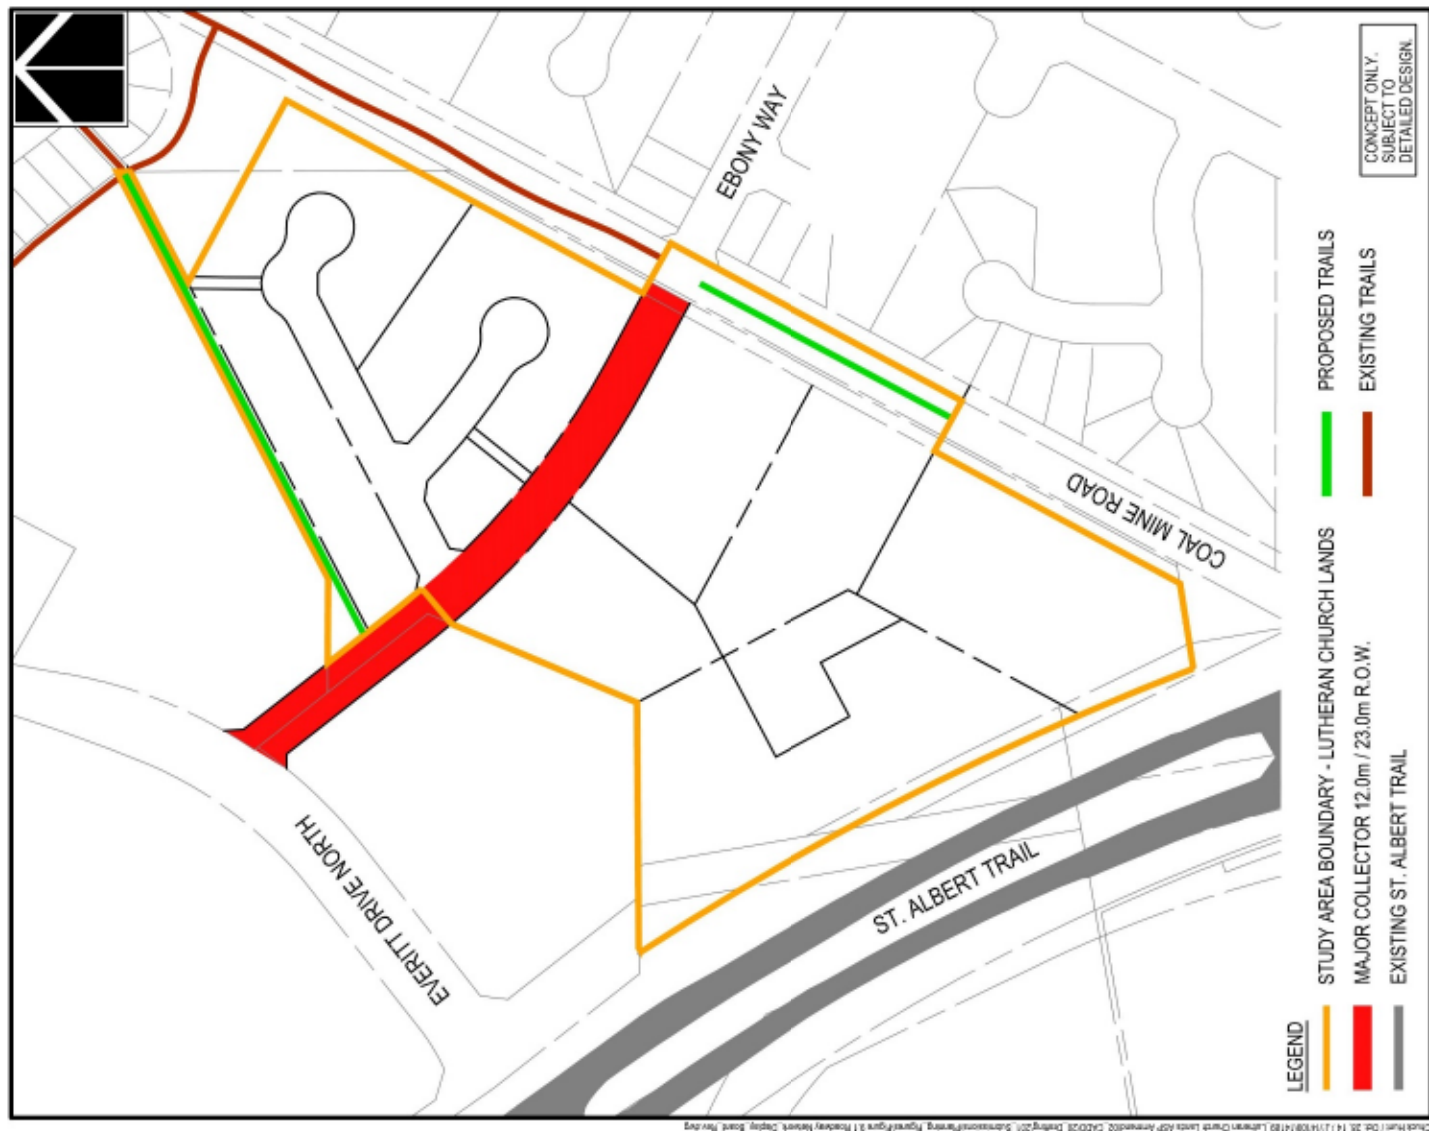 CONCEPT ONLY.
SUBJECT TO
DETAILED DESIGN.
EBONY WAY
COAL MINE ROAD
EVERITT DRIVE NORTH
ST. ALBERT TRAIL
LEGEND
STUDY AREA BOUNDARY - LUTHERAN CHURCH LANDS
MAJOR COLLECTOR 12.0m / 23.0m R.O.W.
EXISTING ST. ALBERT TRAIL
PROPOSED TRAILS
EXISTING TRAILS